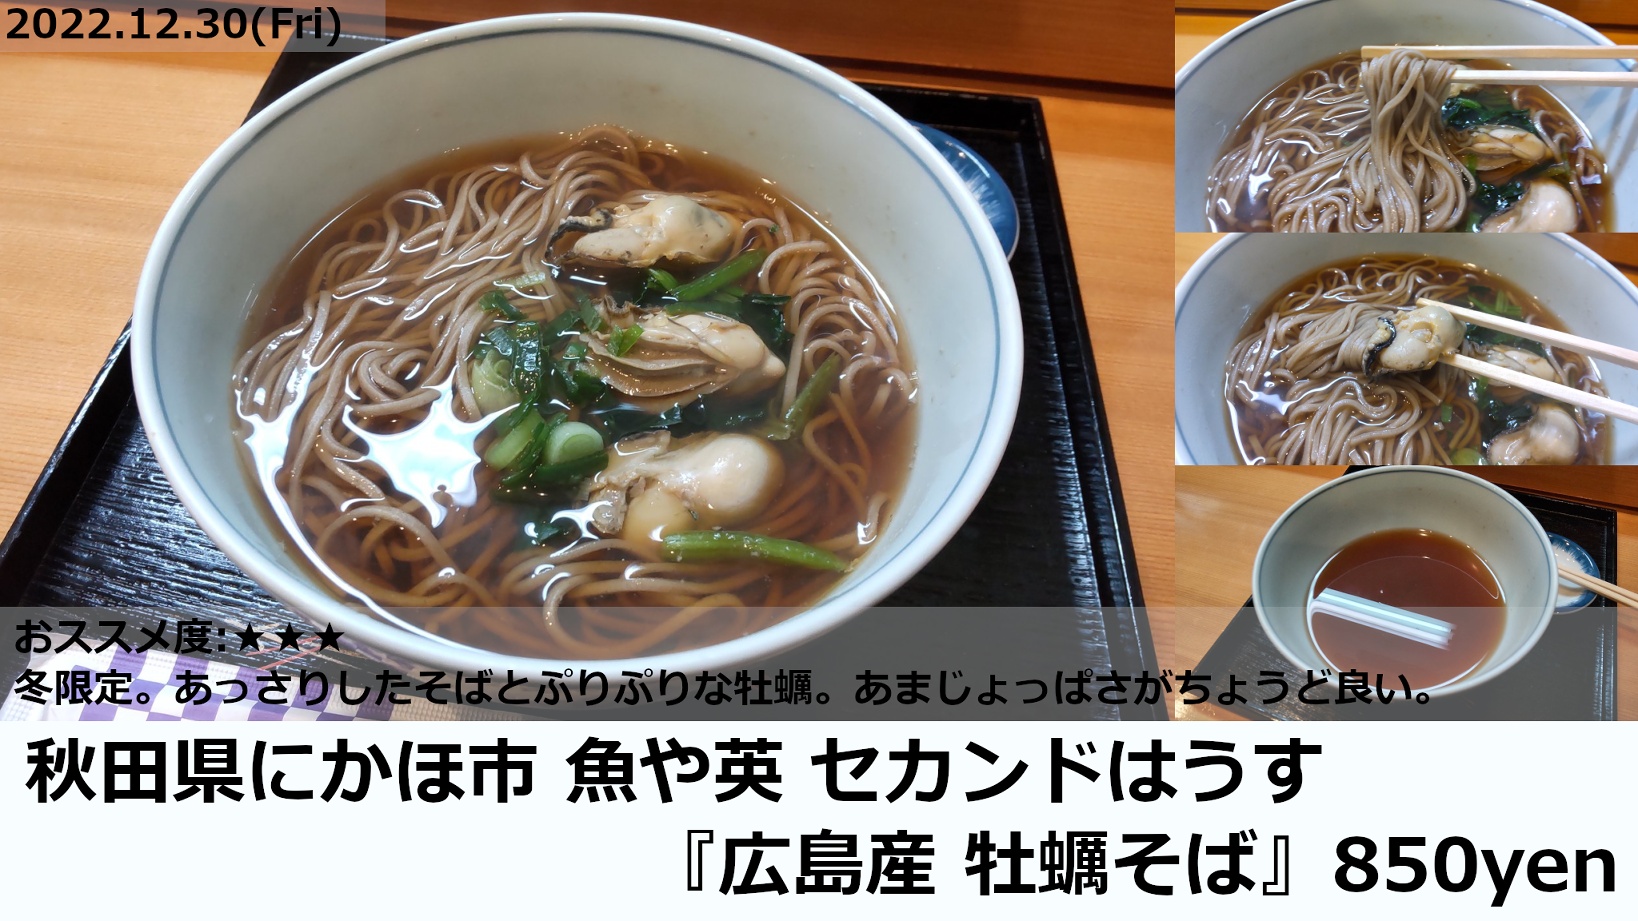 2022.12.30(Fri)
おススメ度:★★★
冬限定。あっさりしたそばとぷりぷりな牡蠣。あまじょっぱさがちょうど良い。
秋田県にかほ市 魚や英 セカンドはうす
『広島産 牡蠣そば』850yen